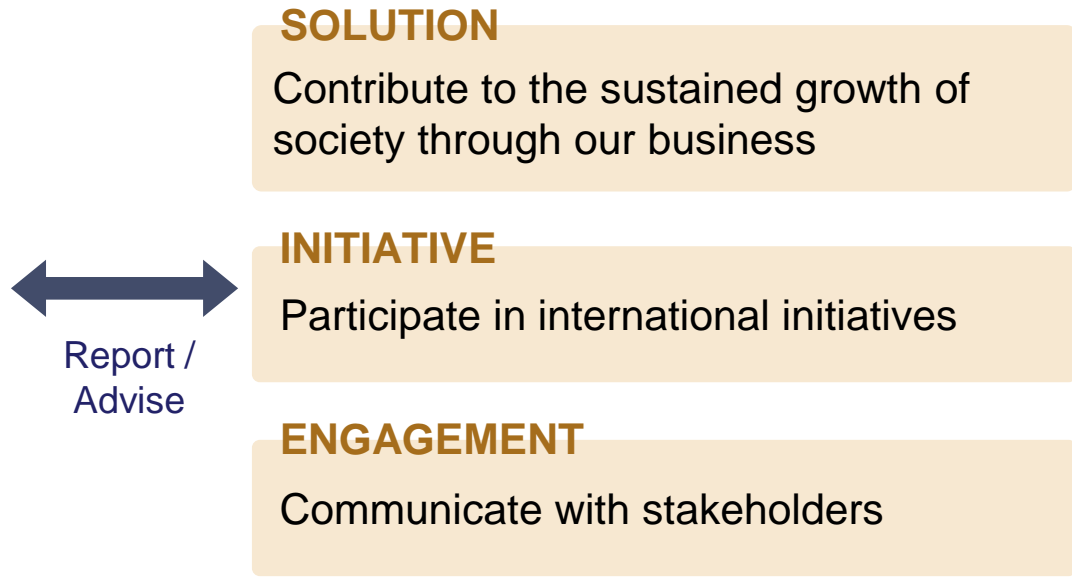 SOLUTION
Contribute to the sustained growth of
society through our business
INITIATIVE
Participate in international initiatives
Report /
Advise
ENGAGEMENT
Communicate with stakeholders